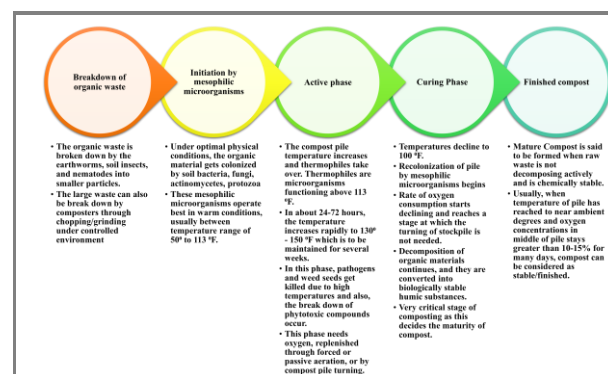 Breakdown of
organic waste
Initiation by
mesophilic
microorganisms
Active phase
Curing Phase
Finished compost
• The organic waste is
broken down by the
earthworms, soil insects,
and nematodes into
smaller particles.
• The large waste can also
be break down by
composters through
chopping/grinding
under controlled
environment
• Under optimal physical
conditions, the organic
material gets colonized
by soil bacteria, fungi,
actinomycetes, protozoa
• These mesophilic
microorganisms operate
best in warm conditions,
usually between
temperature range of
50º to 113 ºF.
• The compost pile
temperature increases and
thermophiles take
over. Thermophiles are
microorganisms
functioning above 113
ºF.
• In about 24-72 hours,
the temperature
increases rapidly to 130º
- 150 ºF which is to be
maintained for several
weeks.
• In this phase, pathogens
and weed seeds get
killed due to high
temperatures and also,
the break down of
phytotoxic compounds
occur.
• This phase needs
oxygen, replenished
through forced or
passive aeration, or by
compost pile turning.
• Temperatures decline to
100 ºF.
• Recolonization of pile
by mesophilic
microorganisms begins
• Rate of oxygen
consumption starts
declining and reaches a
stage at which the
turning of stockpile is
not needed.
• Decomposition of
organic materials
continues, and they are
converted into
biologically stable
humic substances.
• Very critical stage of
composting as this
decides the maturity of
compost.
• Mature Compost is said
to be formed when raw
waste is not
decomposing actively
and is chemically stable.
• Usually, when
temperature of pile has
reached to near ambient
degrees and oxygen
concentrations in
middle of pile stays
greater than 10-15% for
many days, compost can
be considered as
stable/finished.